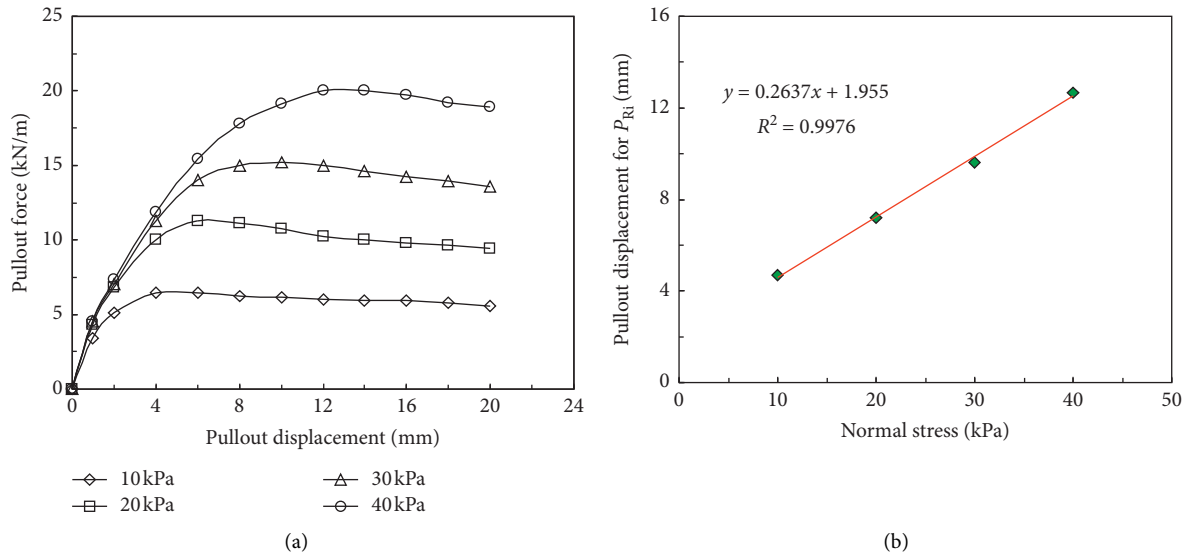 25
20
15
10
5
0
Pullout force (kN/m)
0 4 8 12 16 20 24
Pullout displacement (mm)
10 kPa 30 kPa
20 kPa 40 kPa
(a)
16
12
8
4
0
Pullout displacement for P_Ri (mm)
y = 0.2637x + 1.955
R² = 0.9976
0 10 20 30 40 50
Normal stress (kPa)
(b)